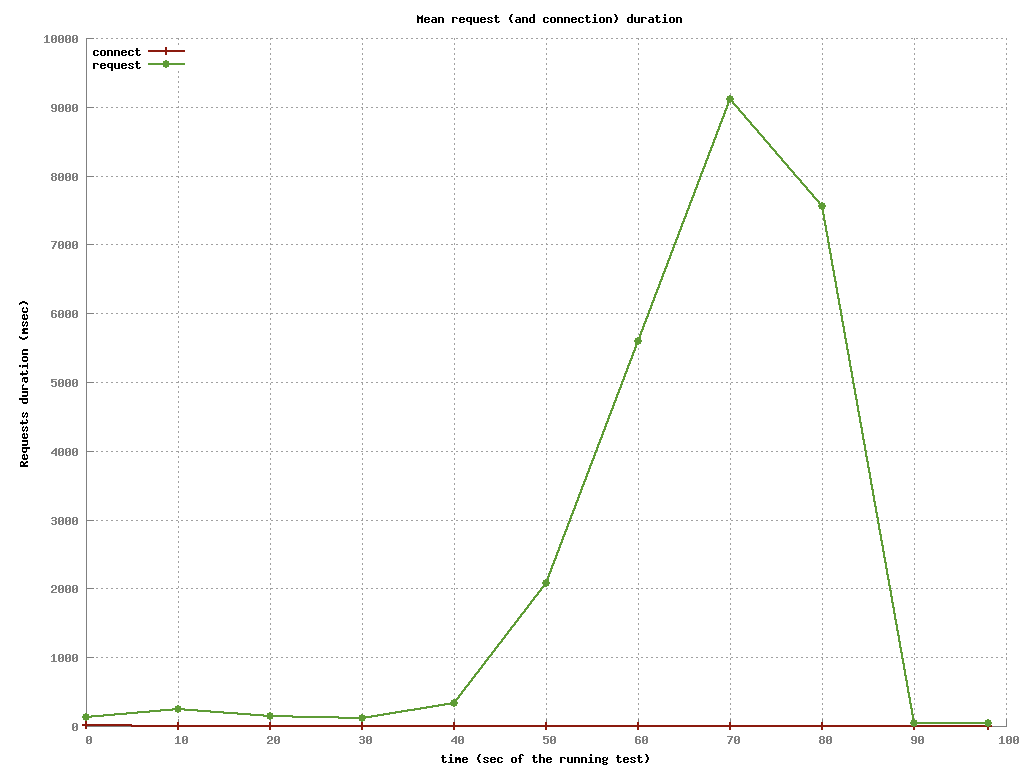 Mean request (and connection) duration
connect
request
10000
9000
8000
7000
6000
5000
4000
3000
2000
1000
0
Requests duration (msec)
0 10 20 30 40 50 60 70 80 90 100
time (sec of the running test)